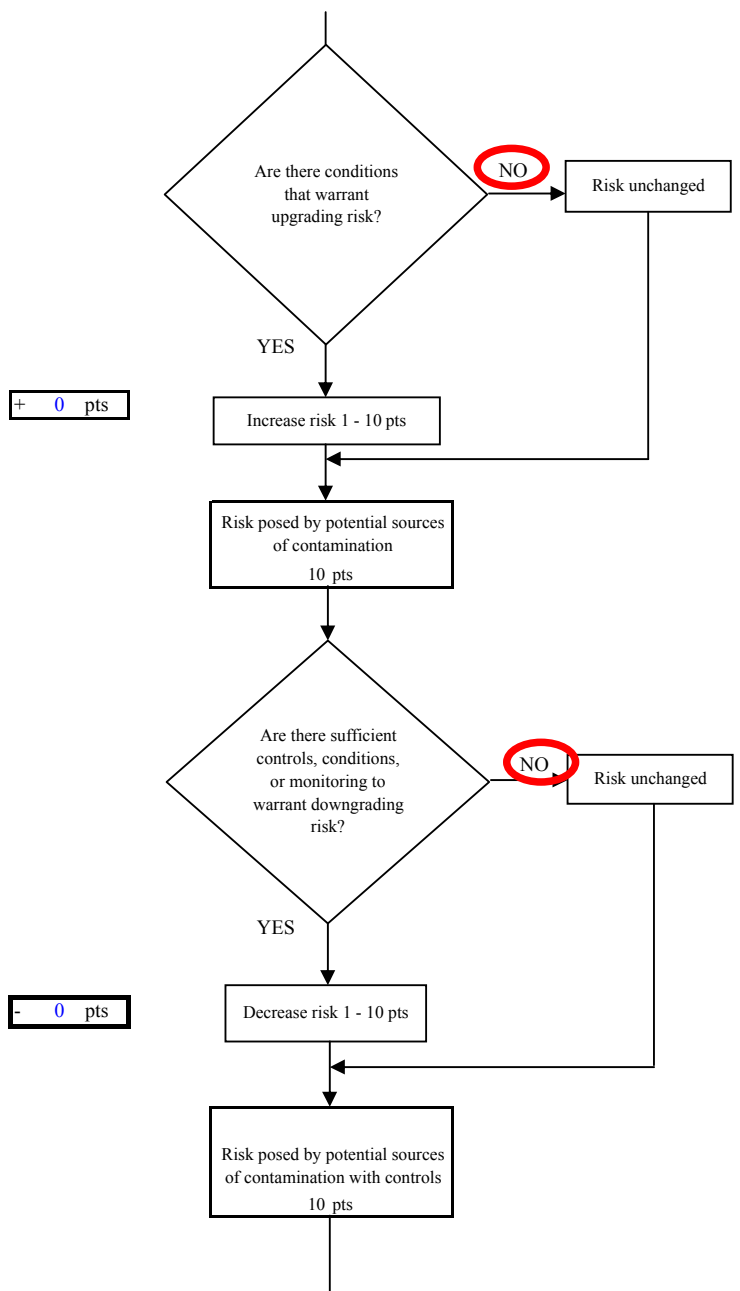 Are there conditions
that warrant
upgrading risk?
NO
Risk unchanged
YES
+ 0 pts
Increase risk 1 - 10 pts
Risk posed by potential sources
of contamination
10 pts
Are there sufficient
controls, conditions,
or monitoring to
warrant downgrading
risk?
NO
Risk unchanged
YES
- 0 pts
Decrease risk 1 - 10 pts
Risk posed by potential sources
of contamination with controls
10 pts